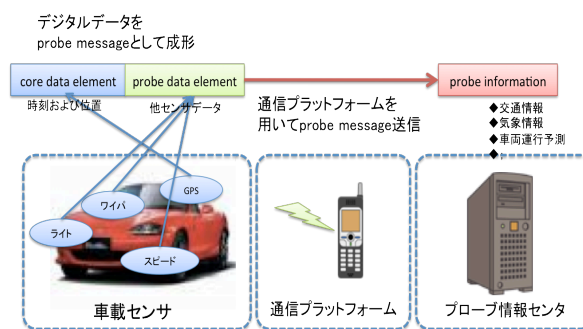 デジタルデータを
probe messageとして成形
core data element
probe data element
probe information
時刻および位置
他センサデータ
通信プラットフォームを
用いてprobe message送信
◆交通情報
◆気象情報
◆車両運行予測
◆:
GPS
ワイパ
ライト
スピード
車載センサ
通信プラットフォーム
プローブ情報センタ